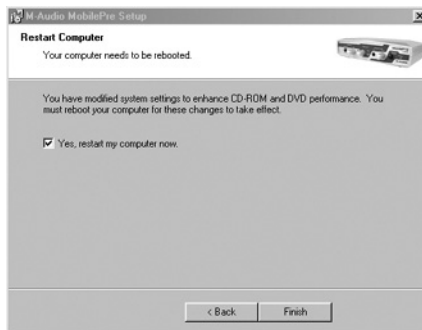 M-Audio MobilePre Setup
Restart Computer
Your computer needs to be rebooted.
You have modified system settings to enhance CD-ROM and DVD performance. You
must reboot your computer for these changes to take effect.
Yes, restart my computer now.
< Back
Finish